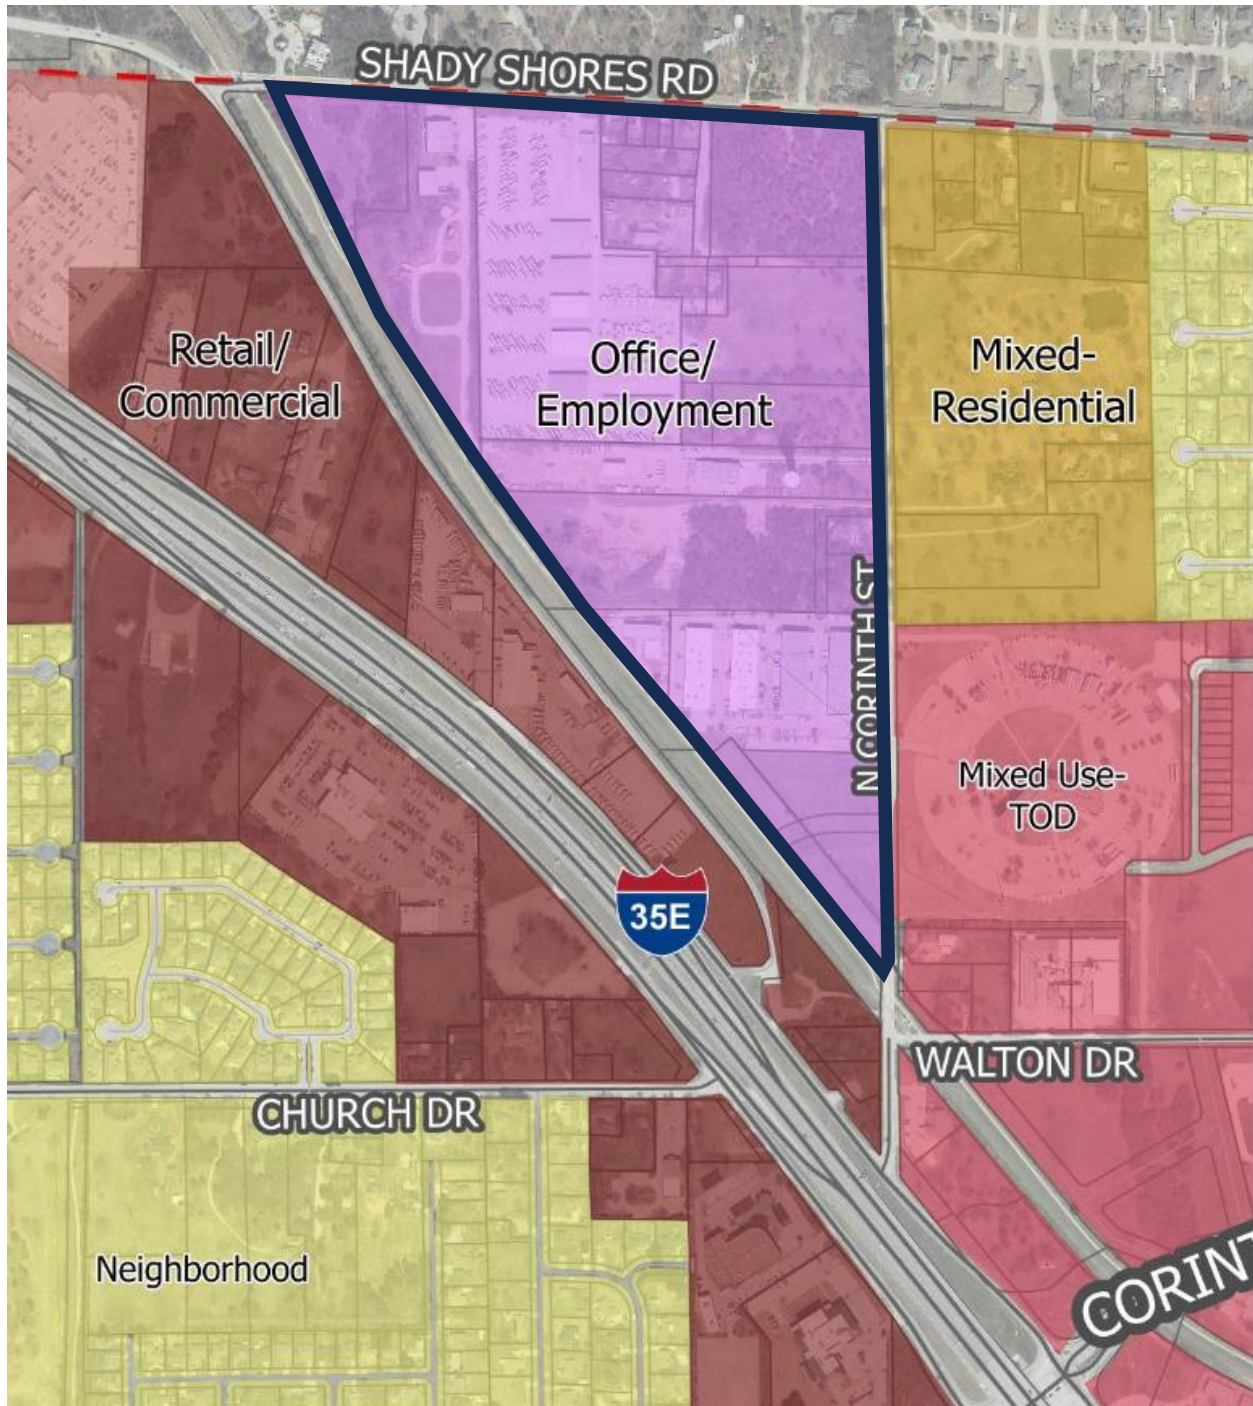 SHADY SHORES RD
Retail/
Commercial
Office/
Employment
Mixed-
Residential
N CORINTH ST
Mixed Use-
TOD
35E
WALTON DR
CHURCH DR
Neighborhood
CORINT